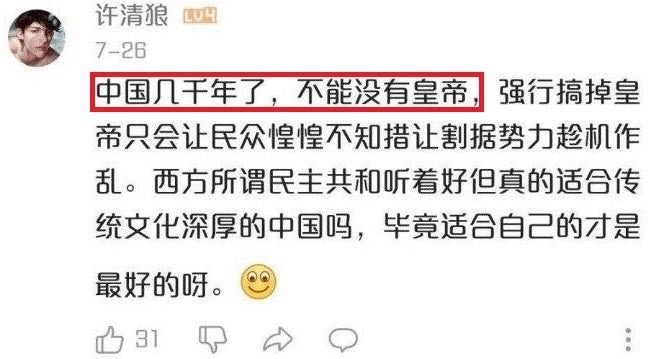 许清狼 LV4
7-26
中国几千年了，不能没有皇帝，强行搞掉皇
帝只会让民众惶惶不知措让割据势力趁机作
乱。西方所谓民主共和听着好但真的适合传
统文化深厚的中国吗，毕竟适合自己的才是
最好的呀。
31